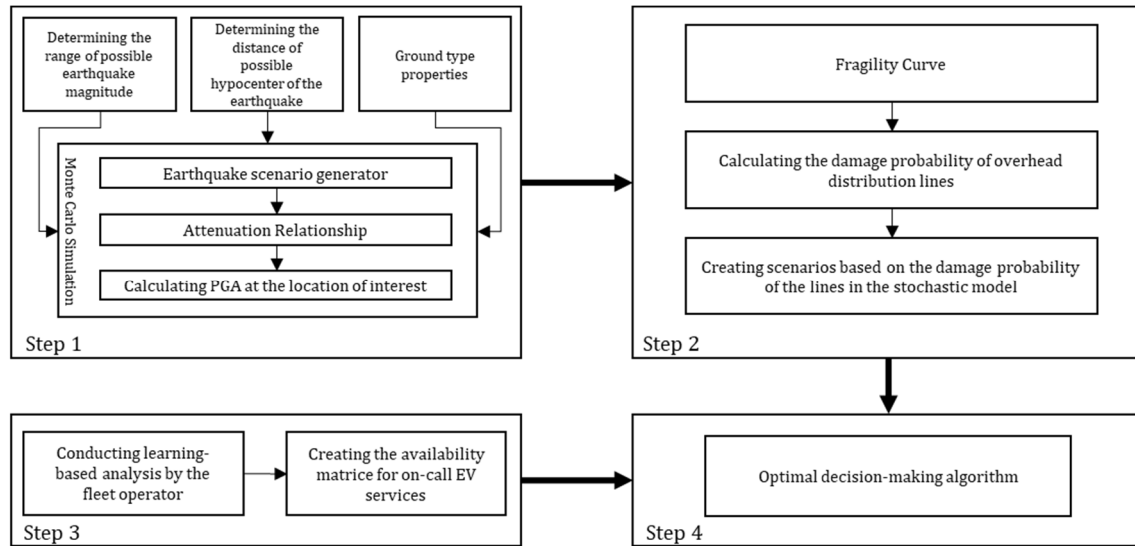 Determining the
range of possible
earthquake
magnitude
Determining the
distance of
possible
hypocenter of the
earthquake
Ground type
properties
Monte Carlo Simulation
Earthquake scenario generator
Attenuation Relationship
Calculating PGA at the location of interest
Step 1
Fragility Curve
Calculating the damage probability of overhead
distribution lines
Creating scenarios based on the damage probability
of the lines in the stochastic model
Step 2
Conducting learning-
based analysis by the
fleet operator
Creating the availability
matrice for on-call EV
services
Step 3
Optimal decision-making algorithm
Step 4